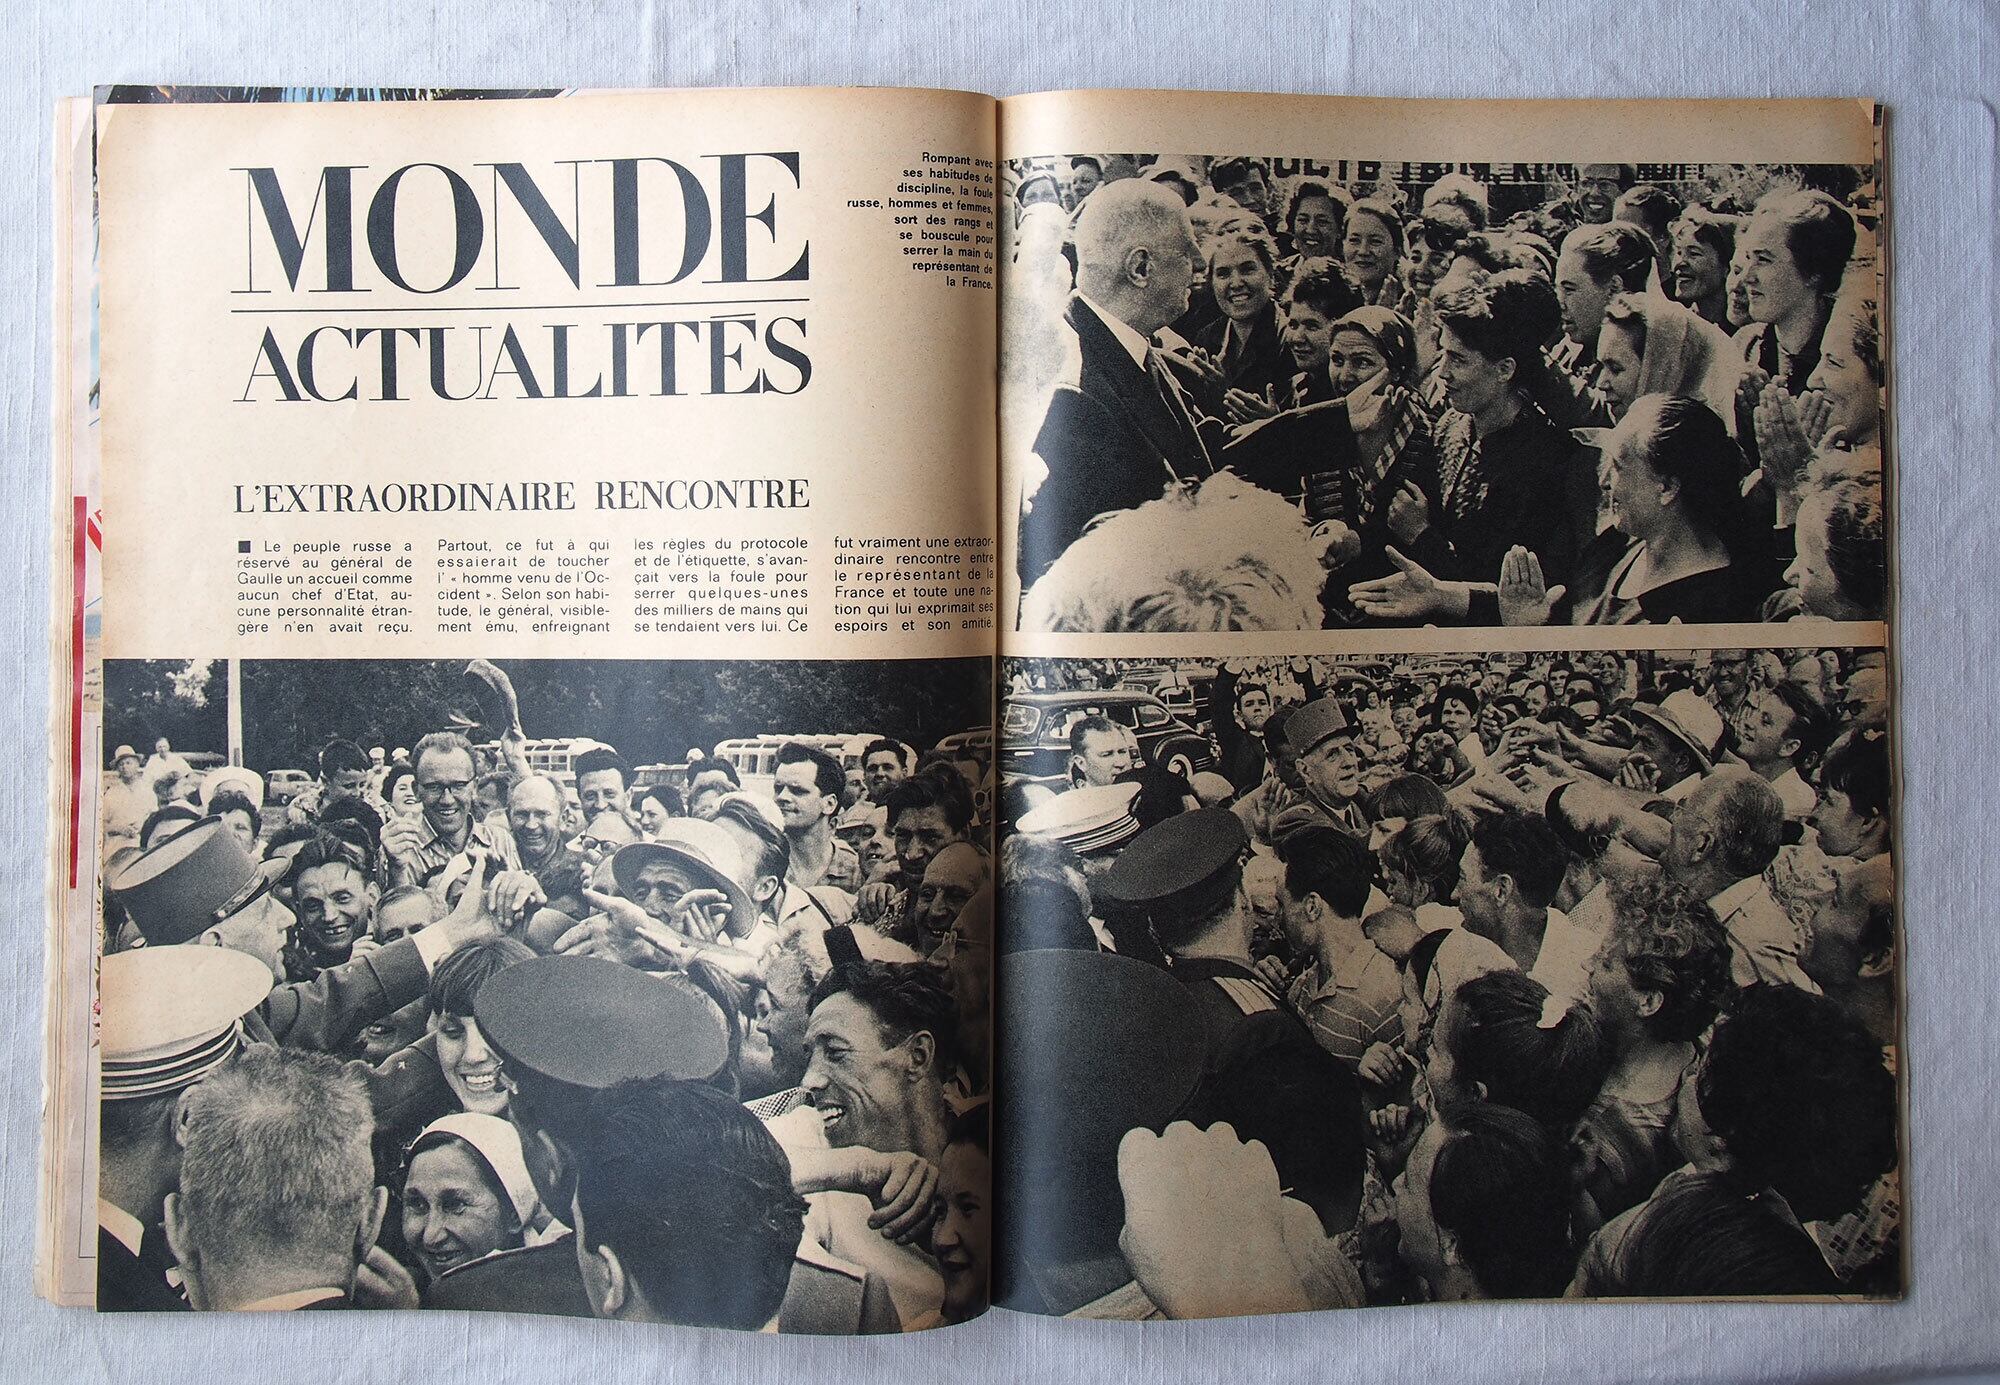 MONDE
ACTUALITÉS
L'EXTRAORDINAIRE RENCONTRE
■ Le peuple russe a
réservé au général de
Gaulle un accueil comme
aucun chef d'Etat, au-
cune personnalité étran-
gère n'en avait reçu.
Partout, ce fut à qui
essaierait de toucher
l' « homme venu de l'Oc-
cident ». Selon son habi-
tude, le général, visible-
ment ému, enfreignant
les règles du protocole
et de l'étiquette, s'avan-
çait vers la foule pour
serrer quelques-unes
des milliers de mains qui
se tendaient vers lui. Ce
fut vraiment une extraor-
dinaire rencontre entre
le représentant de la
France et toute une na-
tion qui lui exprimait ses
espoirs et son amitié.
Rompant avec
ses habitudes de
discipline, la foule
russe, hommes et femmes,
sort des rangs et
se bouscule pour
serrer la main du
représentant de
la France.